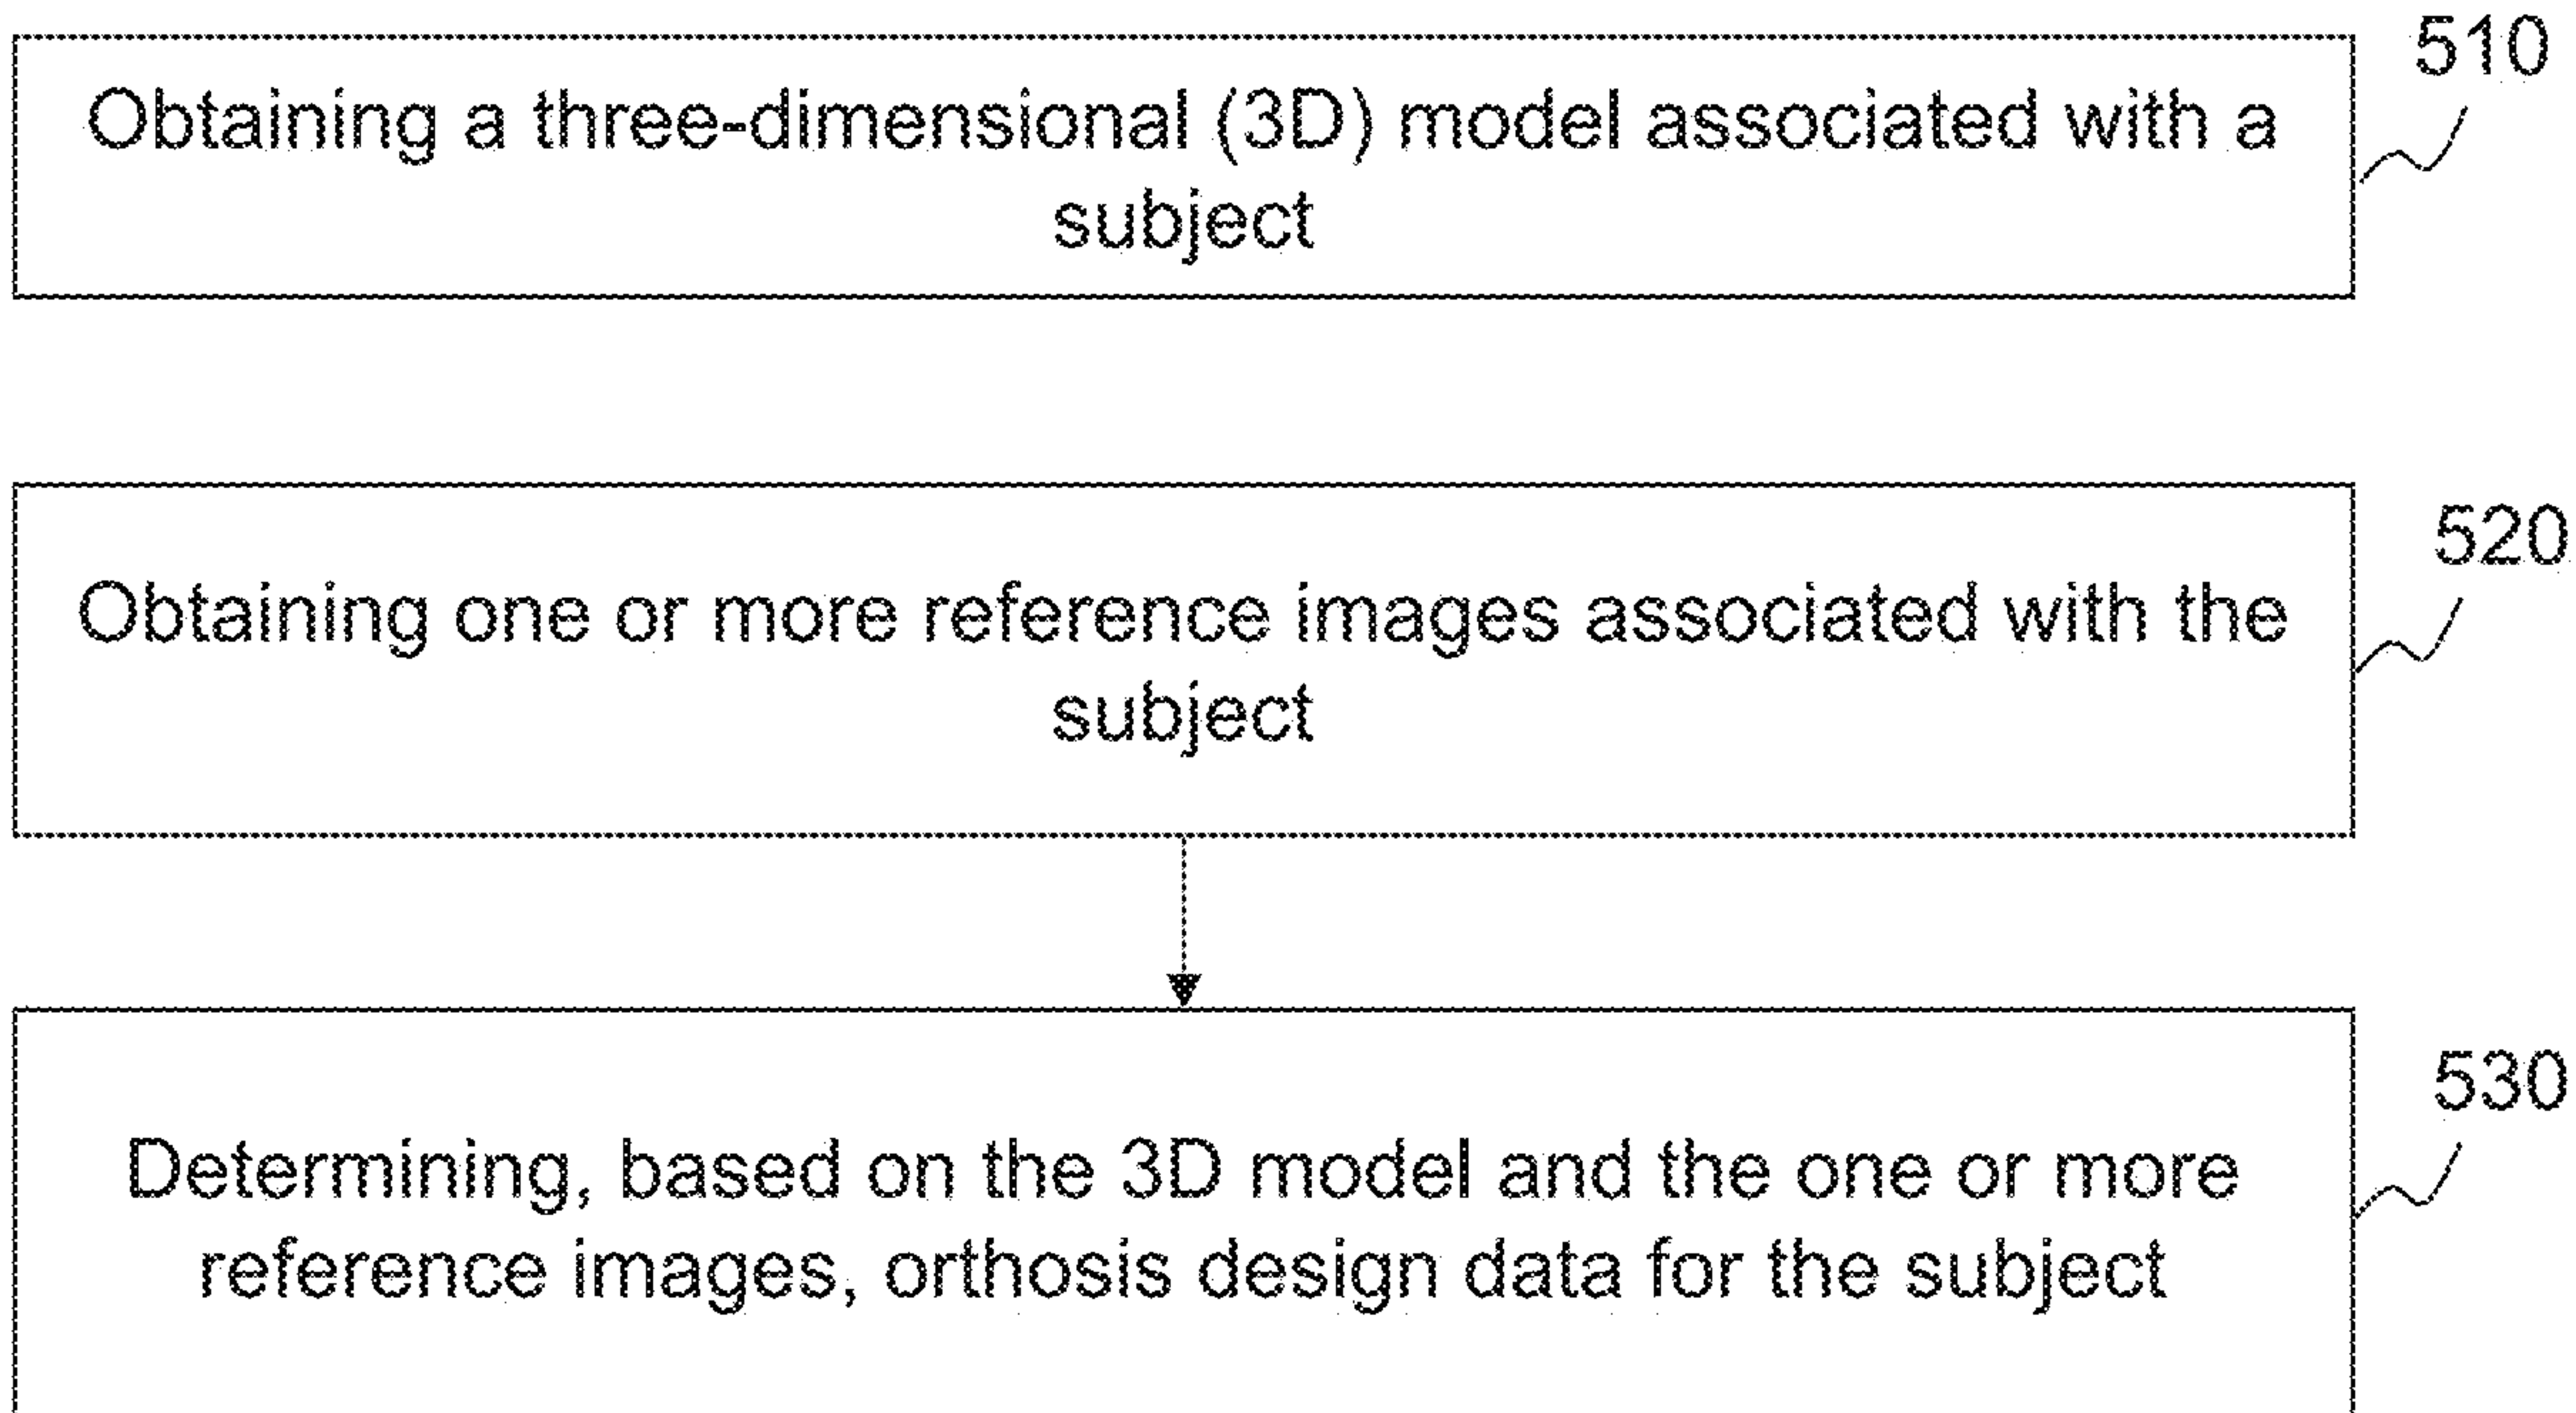 510
Obtaining a three-dimensional (3D) model associated with a
subject
520
Obtaining one or more reference images associated with the
subject
530
Determining, based on the 3D model and the one or more
reference images, orthosis design data for the subject